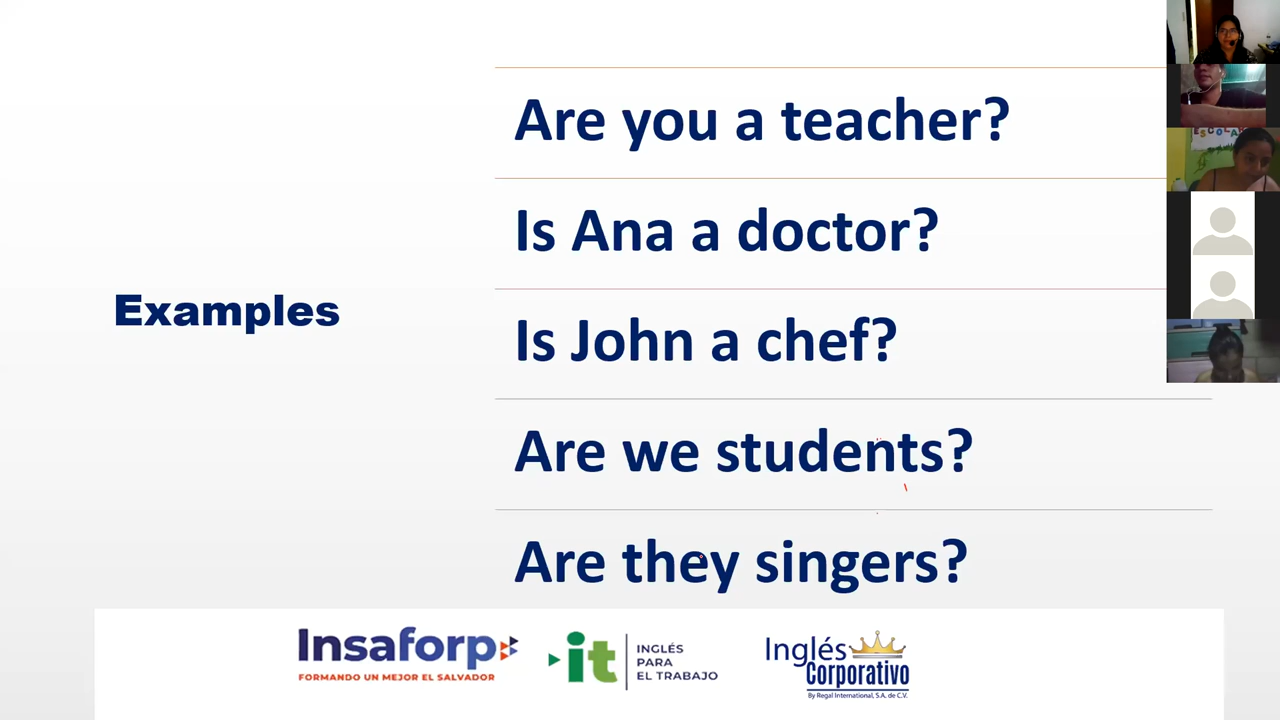 Are you a teacher?
Is Ana a doctor?
Examples
Is John a chef?
Are we students?
Are they singers?
Insaforp
FORMANDO UN MEJOR EL SALVADOR
it
INGLÉS
PARA
EL TRABAJO
Inglés
Corporativo
By Regal International, S.A. de C.V.
ESCOLAR